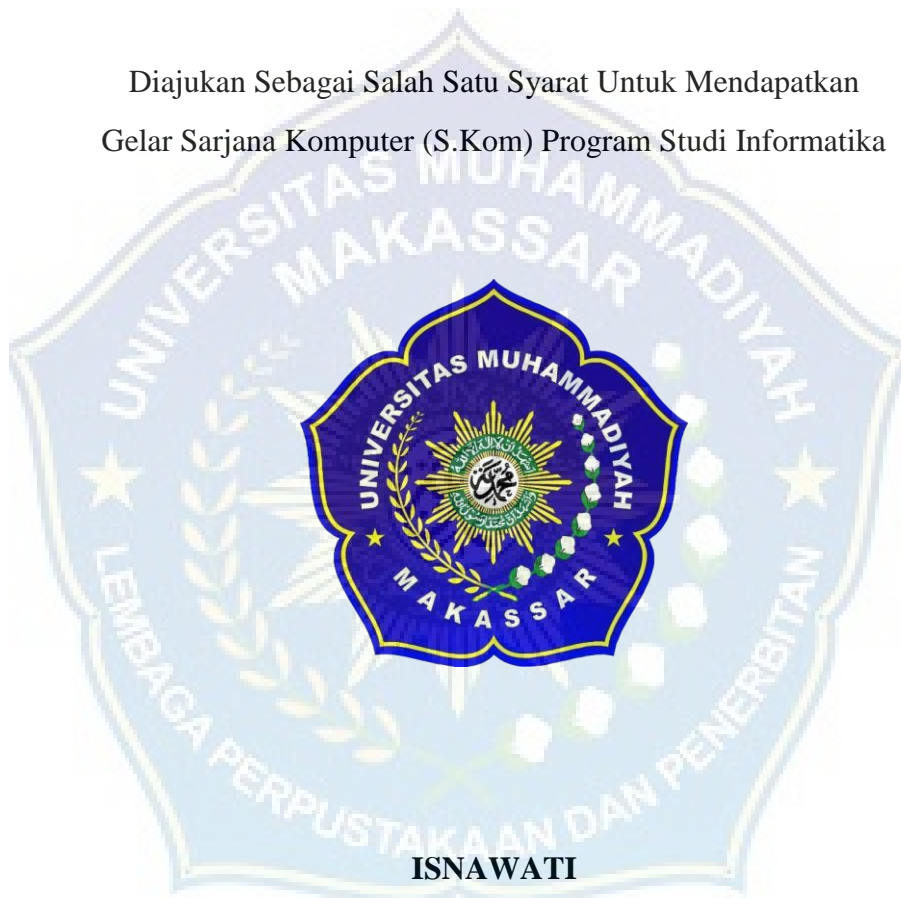 Diajukan Sebagai Salah Satu Syarat Untuk Mendapatkan
Gelar Sarjana Komputer (S.Kom) Program Studi Informatika
UNIVERSITAS MUHAMMADIYAH
MAKASSAR
LEMBAGA PERPUSTAKAAN DAN PENERBITAN
UNIVERSITAS MUHAMMADIYAH
MAKASSAR
ISNAWATI